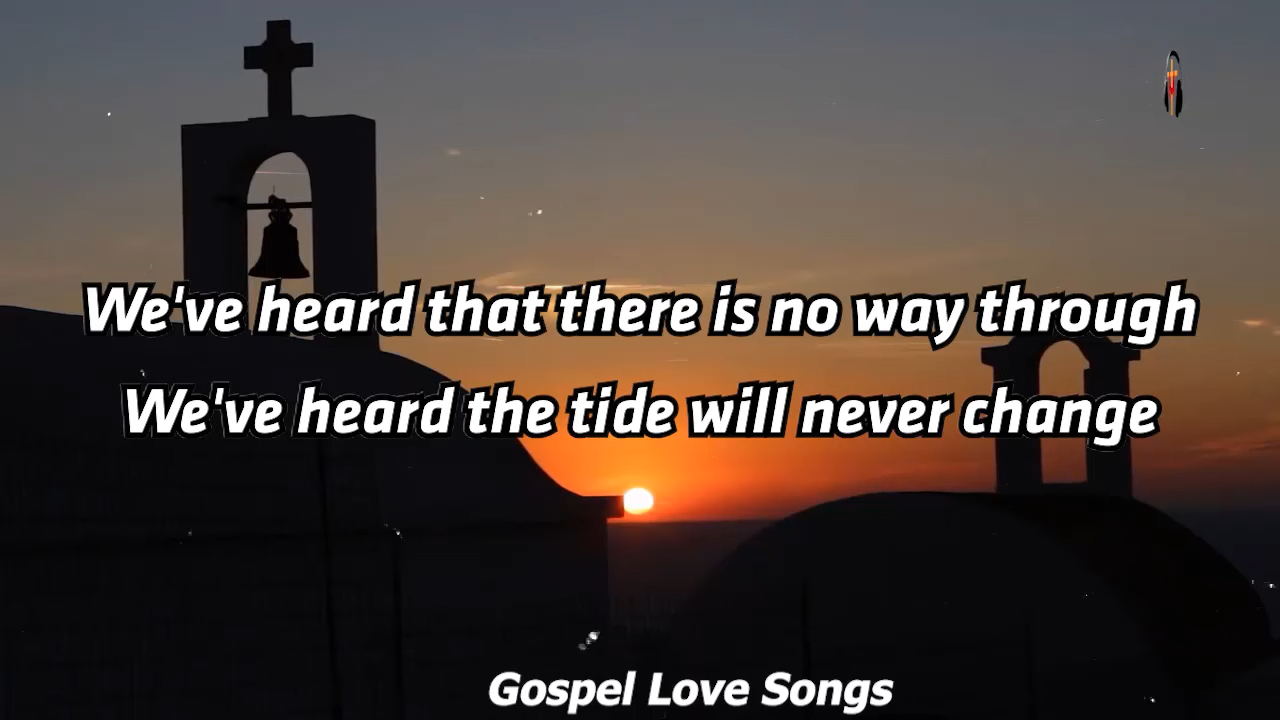 We've heard that there is no way through
We've heard the tide will never change
Gospel Love Songs